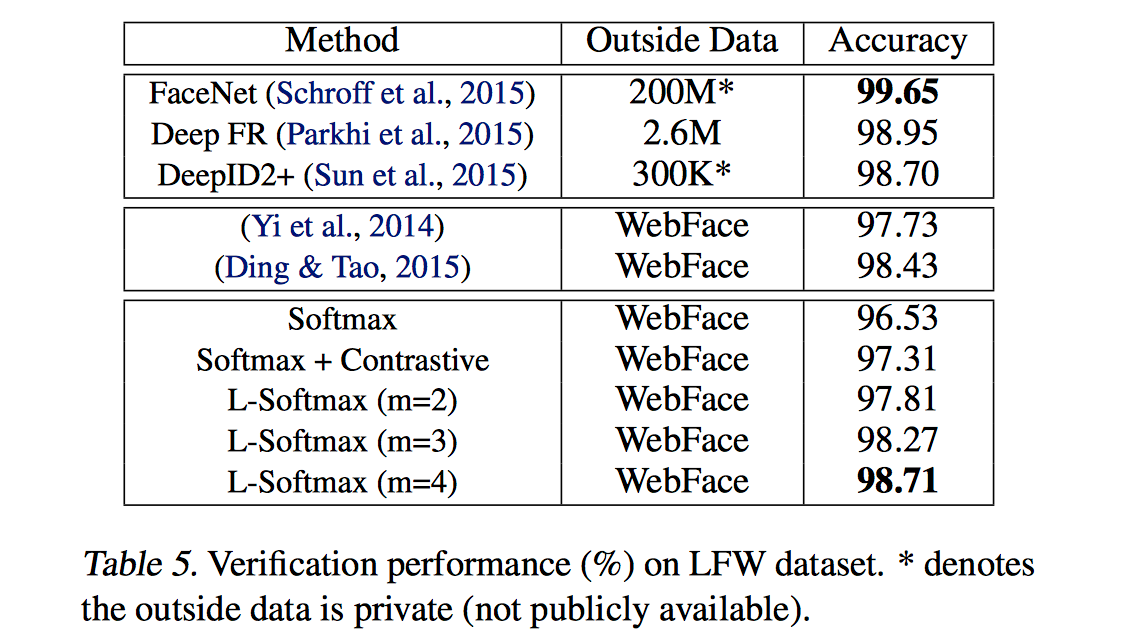 Method Outside Data Accuracy
FaceNet (Schroff et al., 2015) 200M* 99.65
Deep FR (Parkhi et al., 2015) 2.6M 98.95
DeepID2+ (Sun et al., 2015) 300K* 98.70
(Yi et al., 2014) WebFace 97.73
(Ding & Tao, 2015) WebFace 98.43
Softmax WebFace 96.53
Softmax + Contrastive WebFace 97.31
L-Softmax (m=2) WebFace 97.81
L-Softmax (m=3) WebFace 98.27
L-Softmax (m=4) WebFace 98.71
Table 5. Verification performance (%) on LFW dataset. * denotes
the outside data is private (not publicly available).